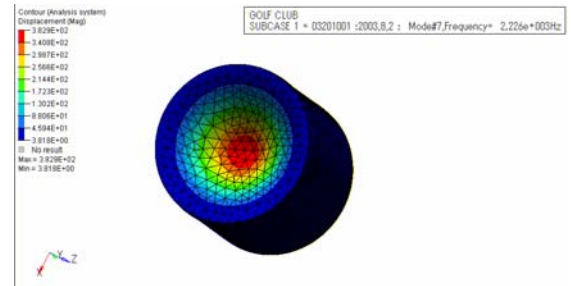 Contour (Analysis system)
Displacement (Mag)
3.829E+02
3.408E+02
2.987E+02
2.566E+02
2.144E+02
1.723E+02
1.302E+02
8.806E+01
4.594E+01
3.818E+00
No result
Max = 3.829E+02
Min = 3.818E+00
GOLF CLUB
SUBCASE 1 = 03201001 :2003,8,2 : Mode#7,Frequency= 2.226e+003Hz
X
Y
Z